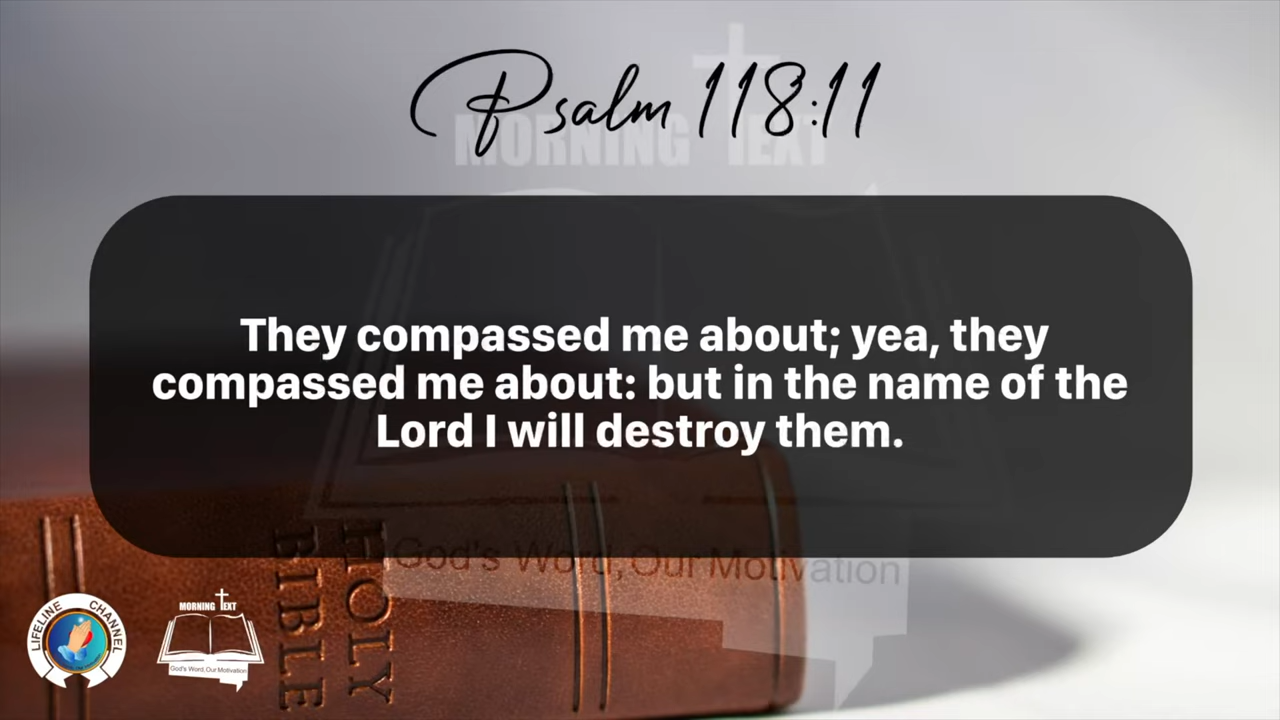 Psalm 118:11
MORNING TEXT
They compassed me about; yea, they
compassed me about: but in the name of the
Lord I will destroy them.
God's Word, Our Motivation
HOLY
BIBLE
LIFELINE CHANNEL
MORNING TEXT
God's Word, Our Motivation